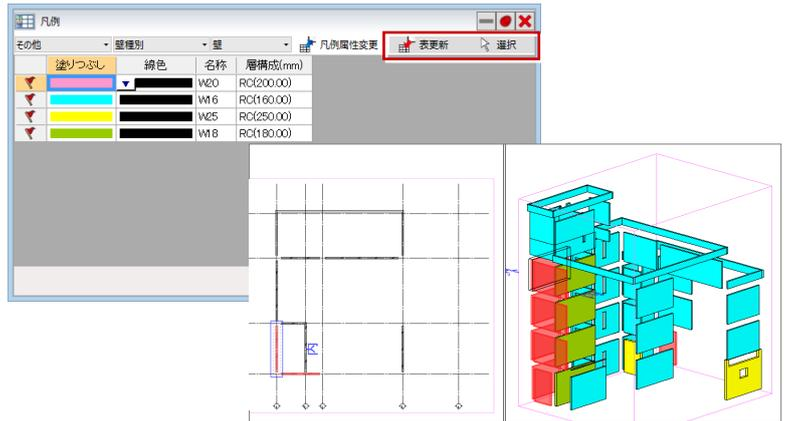 凡例
その他 壁種別 壁 凡例属性変更 表更新 選択
塗りつぶし 線色 名称 層構成(mm)
W20 RC(200.00)
W16 RC(160.00)
W25 RC(250.00)
W18 RC(180.00)
内